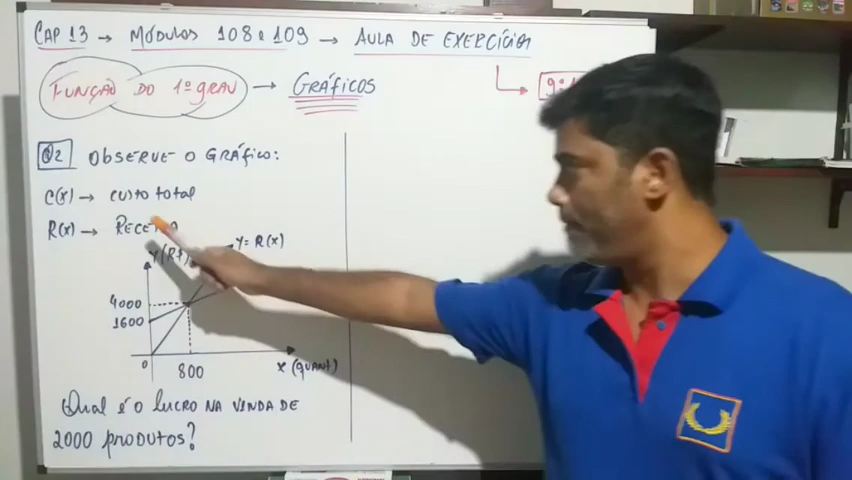 CAP 13 → MÓDULOS 108 e 109 → AULA DE EXERCÍCIOS
FUNÇÃO DO 1º GRAU → GRÁFICOS
Q2 OBSERVE O GRÁFICO:
C(x) → CUSTO TOTAL
R(x) →
y = R(x)
4000
1600
0
800
x (QUANT)
Qual é o lucro NA VENDA DE
2000 produtos?